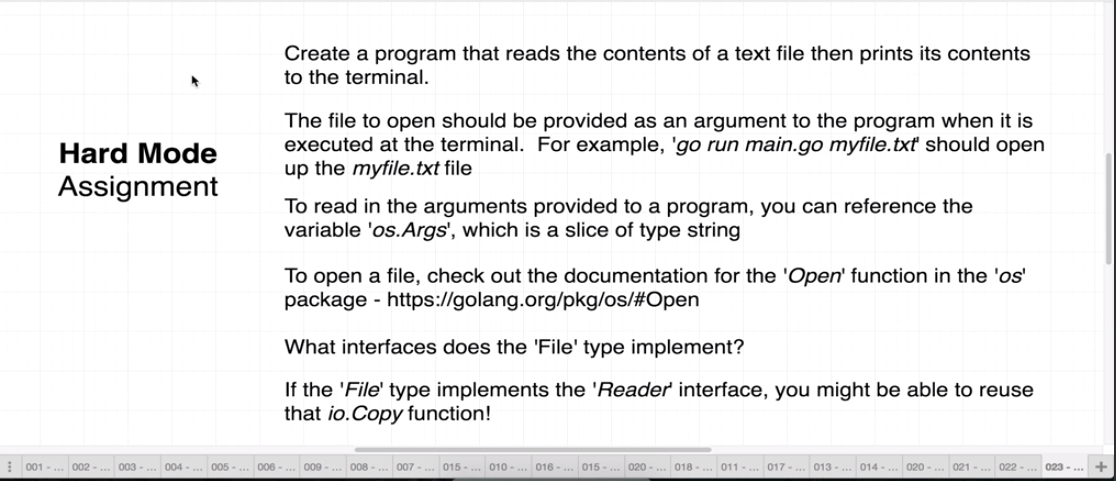 Create a program that reads the contents of a text file then prints its contents
to the terminal.
The file to open should be provided as an argument to the program when it is
executed at the terminal.  For example, 'go run main.go myfile.txt' should open
up the myfile.txt file
Hard Mode
Assignment
To read in the arguments provided to a program, you can reference the
variable 'os.Args', which is a slice of type string
To open a file, check out the documentation for the 'Open' function in the 'os'
package - https://golang.org/pkg/os/#Open
What interfaces does the 'File' type implement?
If the 'File' type implements the 'Reader' interface, you might be able to reuse
that io.Copy function!
001 - ... 002 - ... 003 - ... 004 - ... 005 - ... 006 - ... 009 - ... 008 - ... 007 - ... 015 - ... 010 - ... 016 - ... 015 - ... 020 - ... 018 - ... 011 - ... 017 - ... 013 - ... 014 - ... 020 - ... 021 - ... 022 - ... 023 - ... +